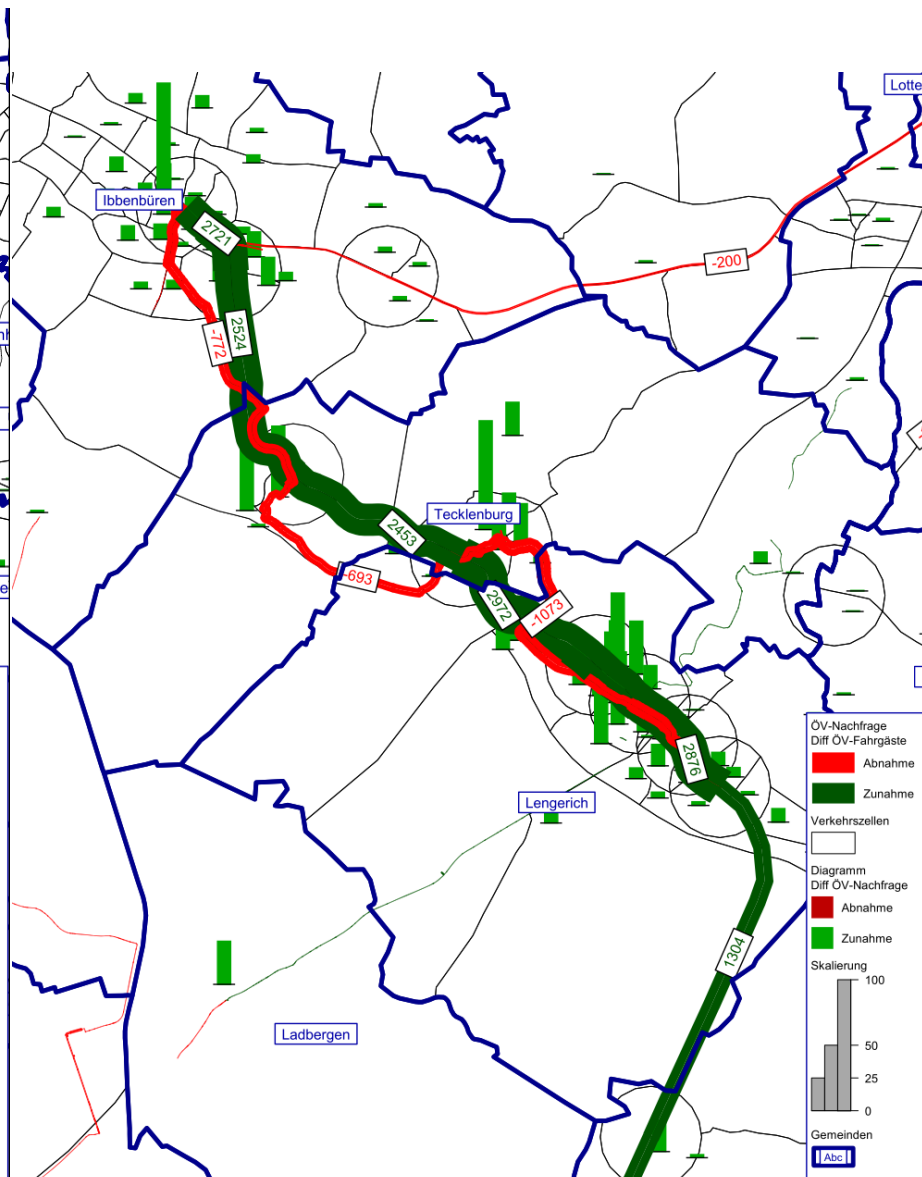 Lotte
Ibbenbüren
2721
-200
2524
-772
Tecklenburg
2453
-693
2972
-1073
2876
Lengerich
1304
Ladbergen
ÖV-Nachfrage
Diff ÖV-Fahrgäste
Abnahme
Zunahme
Verkehrszellen
Diagramm
Diff ÖV-Nachfrage
Abnahme
Zunahme
Skalierung
100
50
25
0
Gemeinden
Abc